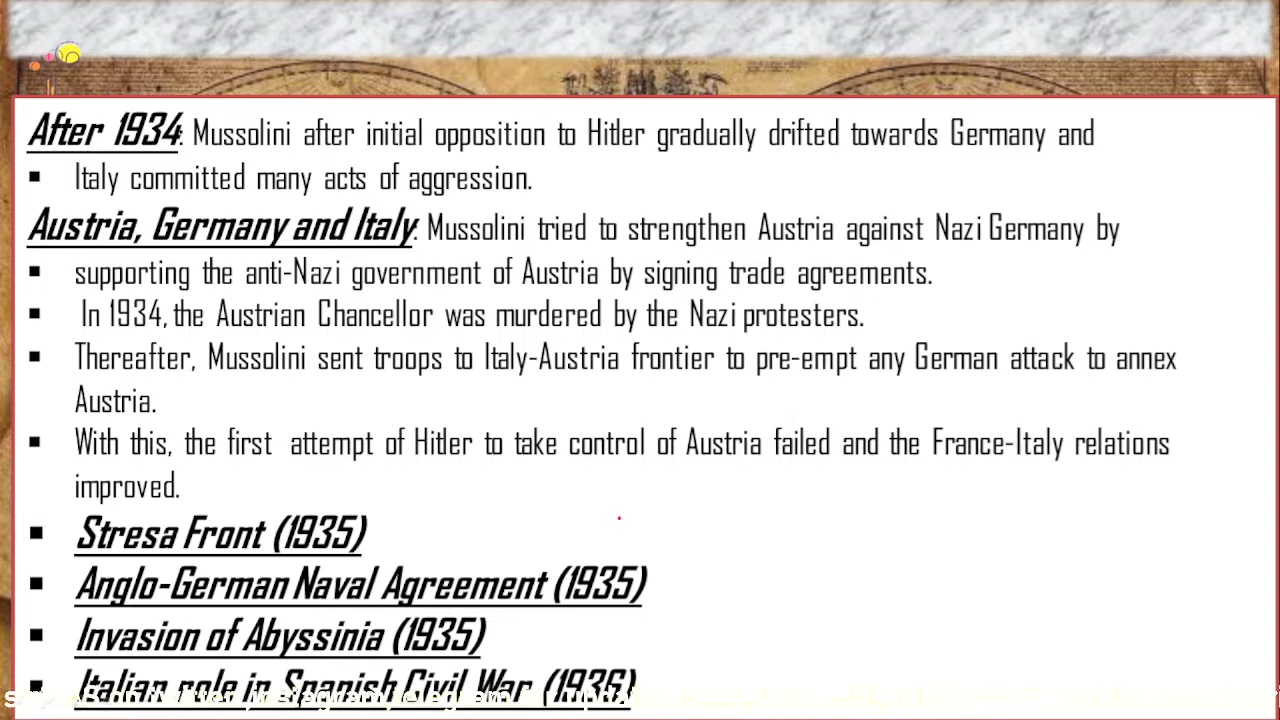 After 1934: Mussolini after initial opposition to Hitler gradually drifted towards Germany and
▪ Italy committed many acts of aggression.
Austria, Germany and Italy: Mussolini tried to strengthen Austria against Nazi Germany by
▪ supporting the anti-Nazi government of Austria by signing trade agreements.
▪ In 1934, the Austrian Chancellor was murdered by the Nazi protesters.
▪ Thereafter, Mussolini sent troops to Italy-Austria frontier to pre-empt any German attack to annex
Austria.
▪ With this, the first attempt of Hitler to take control of Austria failed and the France-Italy relations
improved.
▪ Stresa Front (1935)
▪ Anglo-German Naval Agreement (1935)
▪ Invasion of Abyssinia (1935)
▪ Italian role in Spanish Civil War (1936)
on twitter, instagram, telegram